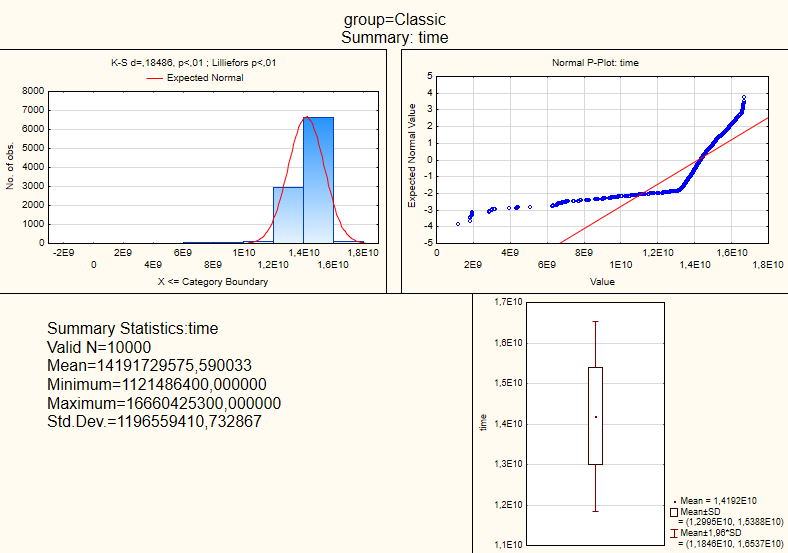 group=Classic
Summary: time
K-S d=,18486, p<,01 ; Lilliefors p<,01
Expected Normal
No. of obs.
8000
7000
6000
5000
4000
3000
2000
1000
0
-2E9 2E9 6E9 1E10 1,4E10 1,8E10
0 4E9 8E9 1,2E10 1,6E10
X <= Category Boundary
Normal P-Plot: time
Expected Normal Value
5
4
3
2
1
0
-1
-2
-3
-4
-5
0 4E9 8E9 1,2E10 1,6E10
2E9 6E9 1E10 1,4E10 1,8E10
Value
Summary Statistics:time
Valid N=10000
Mean=14191729575,590033
Minimum=1121486400,000000
Maximum=16660425300,000000
Std.Dev.=1196559410,732867
time
1,7E10
1,6E10
1,5E10
1,4E10
1,3E10
1,2E10
1,1E10
Mean = 1,4192E10
Mean±SD
= (1,2995E10, 1,5388E10)
Mean±1,96*SD
= (1,1846E10, 1,6537E10)